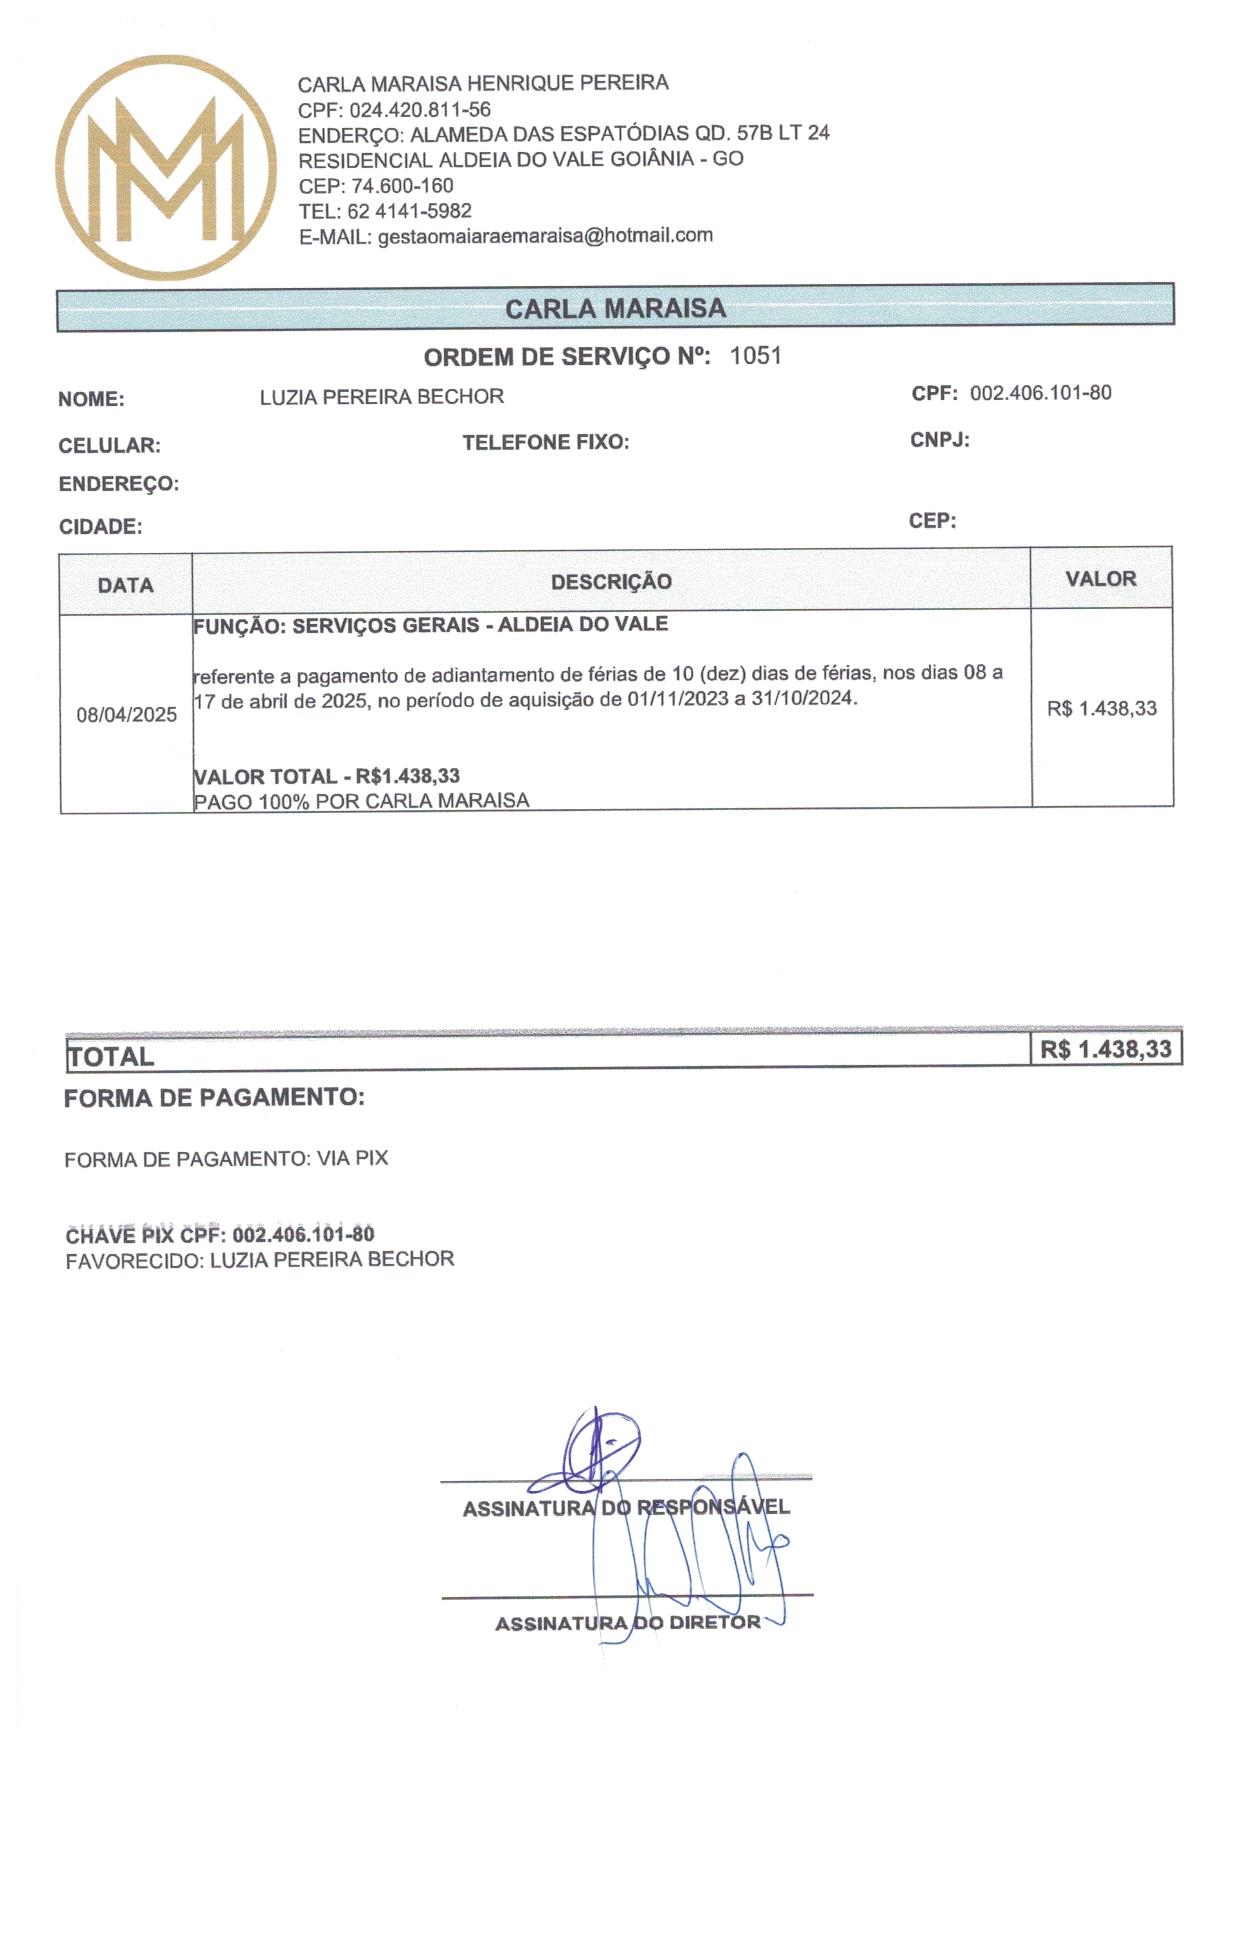 MM
CARLA MARAISA HENRIQUE PEREIRA
CPF: 024.420.811-56
ENDERÇO: ALAMEDA DAS ESPATÓDIAS QD. 57B LT 24
RESIDENCIAL ALDEIA DO VALE GOIÂNIA - GO
CEP: 74.600-160
TEL: 62 4141-5982
E-MAIL: gestaomaiaraemaraisa@hotmail.com
CARLA MARAISA
ORDEM DE SERVIÇO Nº: 1051
NOME: LUZIA PEREIRA BECHOR CPF: 002.406.101-80
CELULAR: TELEFONE FIXO: CNPJ:
ENDEREÇO:
CIDADE: CEP:
DATA DESCRIÇÃO VALOR
FUNÇÃO: SERVIÇOS GERAIS - ALDEIA DO VALE
referente a pagamento de adiantamento de férias de 10 (dez) dias de férias, nos dias 08 a
17 de abril de 2025, no período de aquisição de 01/11/2023 a 31/10/2024.
08/04/2025 R$ 1.438,33
VALOR TOTAL - R$1.438,33
PAGO 100% POR CARLA MARAISA
TOTAL R$ 1.438,33
FORMA DE PAGAMENTO:
FORMA DE PAGAMENTO: VIA PIX
CHAVE PIX CPF: 002.406.101-80
FAVORECIDO: LUZIA PEREIRA BECHOR
ASSINATURA DO RESPONSÁVEL
ASSINATURA DO DIRETOR